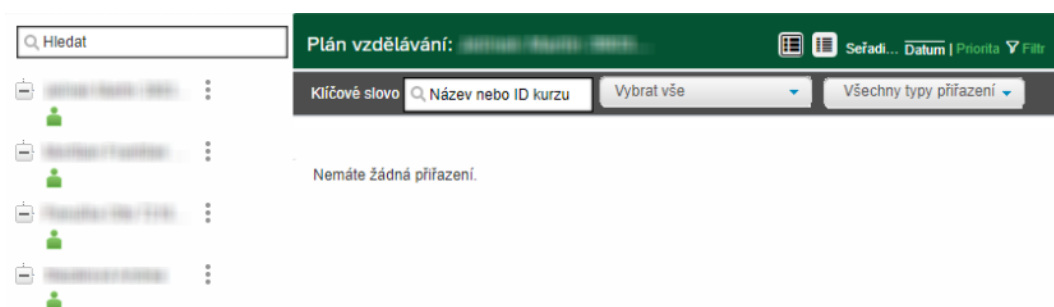 Hledat
Plán vzdělávání:
Seřadi... Datum | Priorita Filtr
Klíčové slovo Název nebo ID kurzu Vybrat vše Všechny typy přiřazení
Nemáte žádná přiřazení.